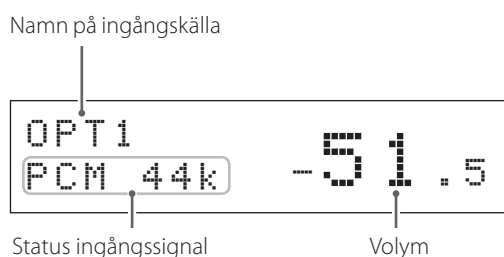 Namn på ingångskälla
OPT1
PCM 44k
-51.5
Status ingångssignal
Volym